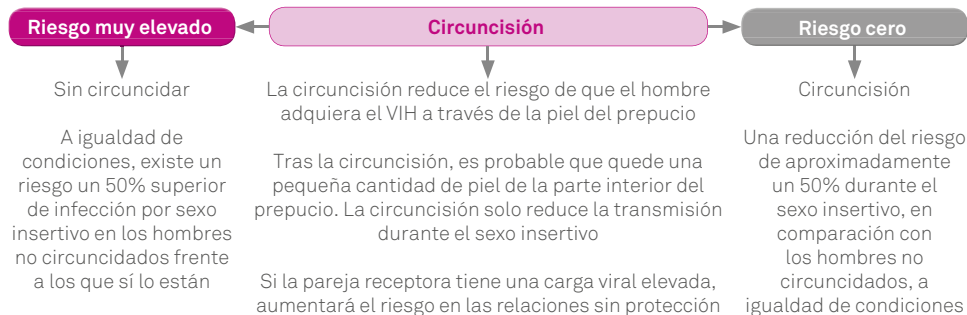 Riesgo muy elevado
Circuncisión
Riesgo cero
Sin circuncidar
A igualdad de
condiciones, existe un
riesgo un 50% superior
de infección por sexo
insertivo en los hombres
no circuncidados frente
a los que sí lo están
La circuncisión reduce el riesgo de que el hombre
adquiera el VIH a través de la piel del prepucio
Tras la circuncisión, es probable que quede una
pequeña cantidad de piel de la parte interior del
prepucio. La circuncisión solo reduce la transmisión
durante el sexo insertivo
Si la pareja receptora tiene una carga viral elevada,
aumentará el riesgo en las relaciones sin protección
Circuncisión
Una reducción del riesgo
de aproximadamente
un 50% durante el
sexo insertivo, en
comparación con
los hombres no
circuncidados, a
igualdad de condiciones